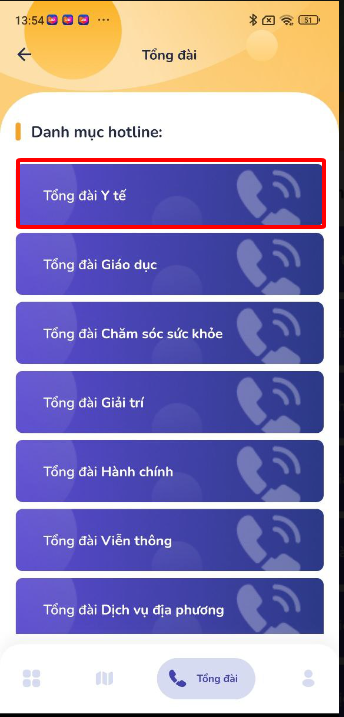 13:54
51
Tổng đài
Danh mục hotline:
Tổng đài Y tế
Tổng đài Giáo dục
Tổng đài Chăm sóc sức khỏe
Tổng đài Giải trí
Tổng đài Hành chính
Tổng đài Viễn thông
Tổng đài Dịch vụ địa phương
Tổng đài